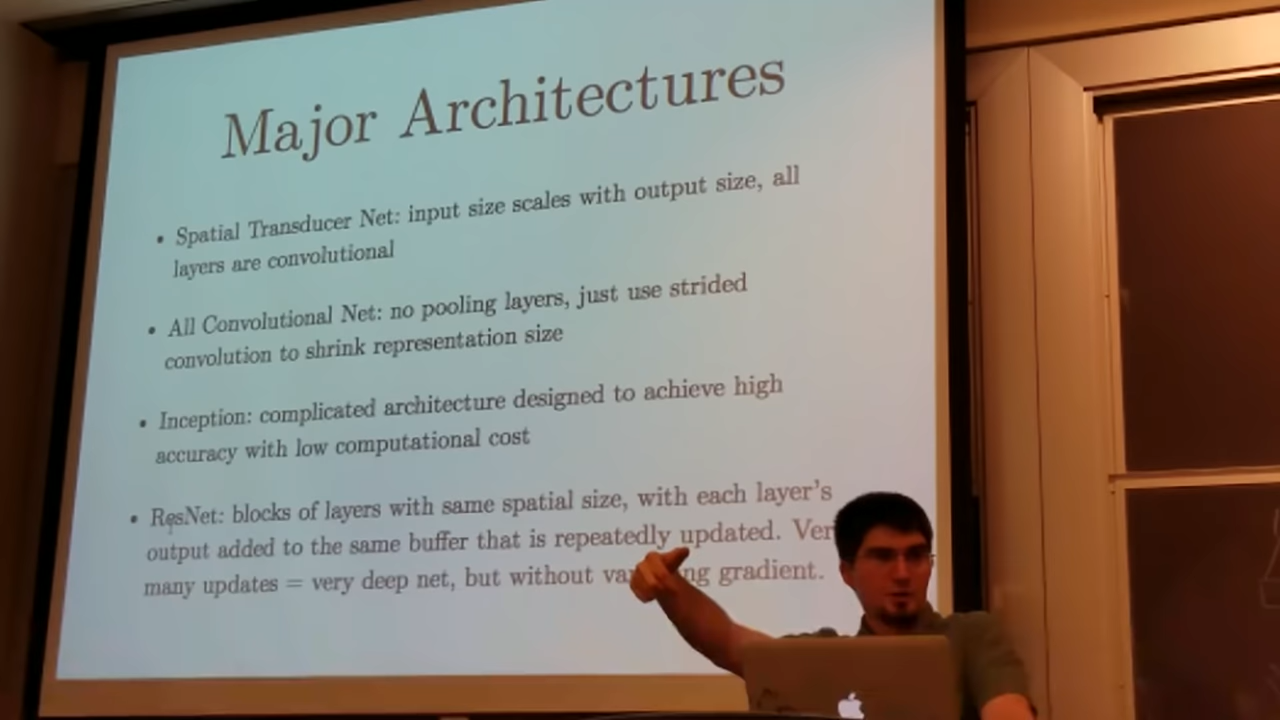 Major Architectures
• Spatial Transducer Net: input size scales with output size, all
layers are convolutional
• All Convolutional Net: no pooling layers, just use strided
convolution to shrink representation size
• Inception: complicated architecture designed to achieve high
accuracy with low computational cost
• ResNet: blocks of layers with same spatial size, with each layer's
output added to the same buffer that is repeatedly updated.
many updates = very deep net, but without gradient.